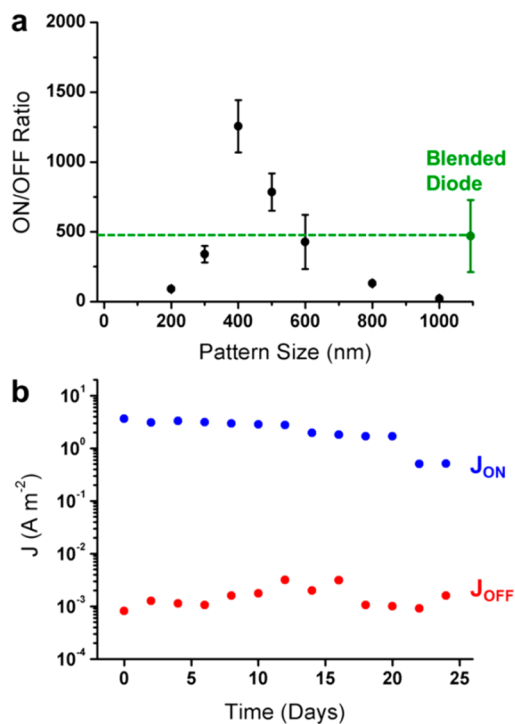 a
ON/OFF Ratio
2000
1500
1000
500
0
Blended
Diode
0 200 400 600 800 1000
Pattern Size (nm)
b
J (A m⁻²)
10¹
10⁰
10⁻¹
10⁻²
10⁻³
10⁻⁴
J_ON
J_OFF
0 5 10 15 20 25
Time (Days)